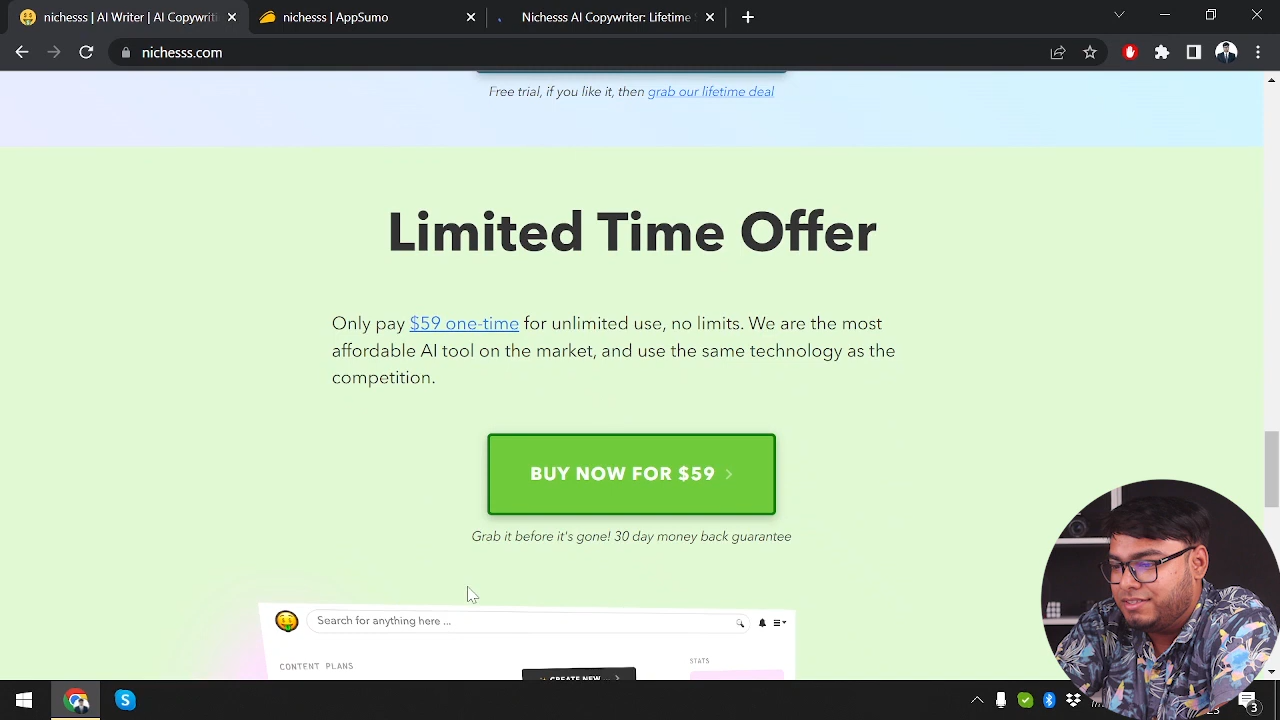 nichesss | AI Writer | AI Copywriti
nichesss | AppSumo
Nichesss AI Copywriter: Lifetime
nichesss.com
Free trial, if you like it, then grab our lifetime deal
Limited Time Offer
Only pay $59 one-time for unlimited use, no limits. We are the most
affordable AI tool on the market, and use the same technology as the
competition.
BUY NOW FOR $59
Grab it before it's gone! 30 day money back guarantee
Search for anything here ...
CONTENT PLANS
STATS
CREATE NEW...
3